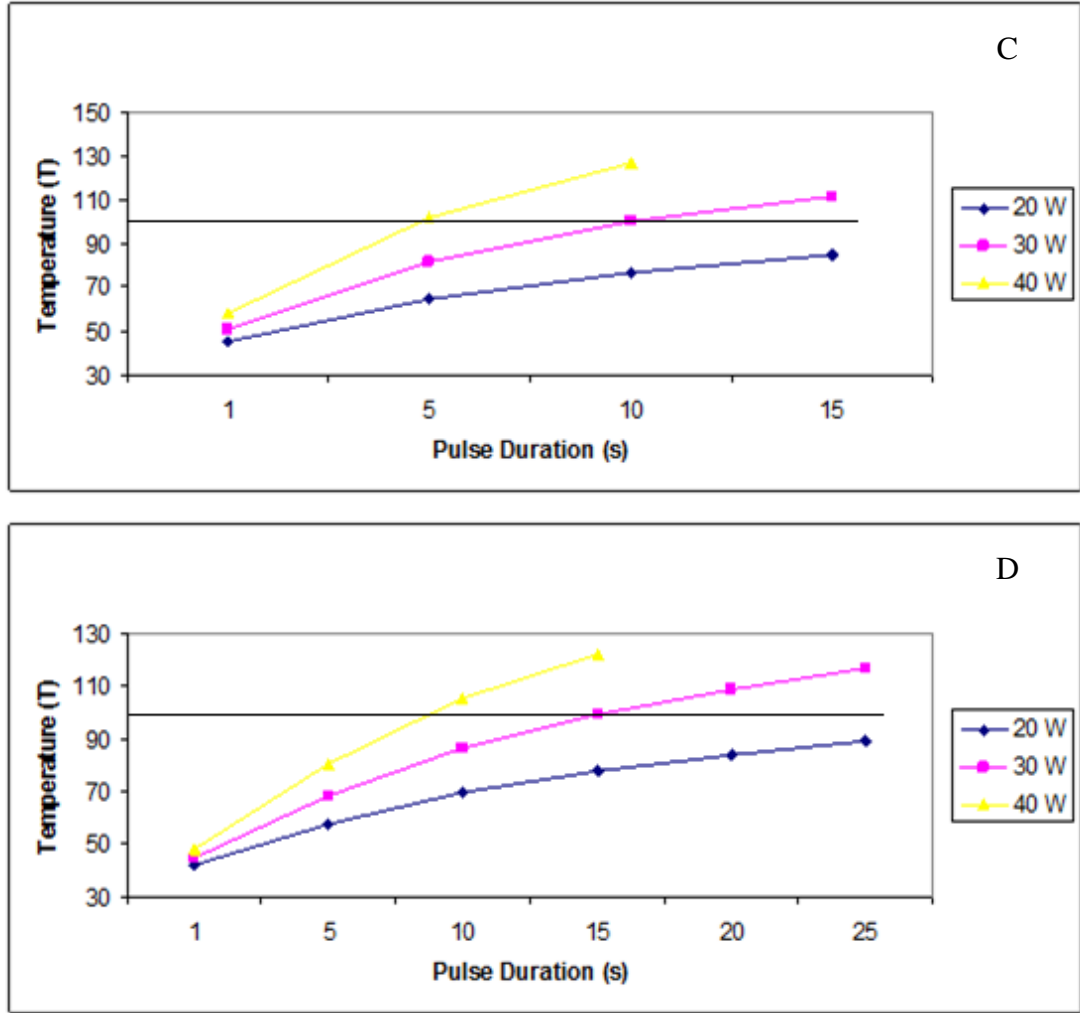 C
150
130
110
90
70
50
30
Temperature (T)
1 5 10 15
Pulse Duration (s)
20 W
30 W
40 W
D
130
110
90
70
50
30
Temperature (T)
1 5 10 15 20 25
Pulse Duration (s)
20 W
30 W
40 W